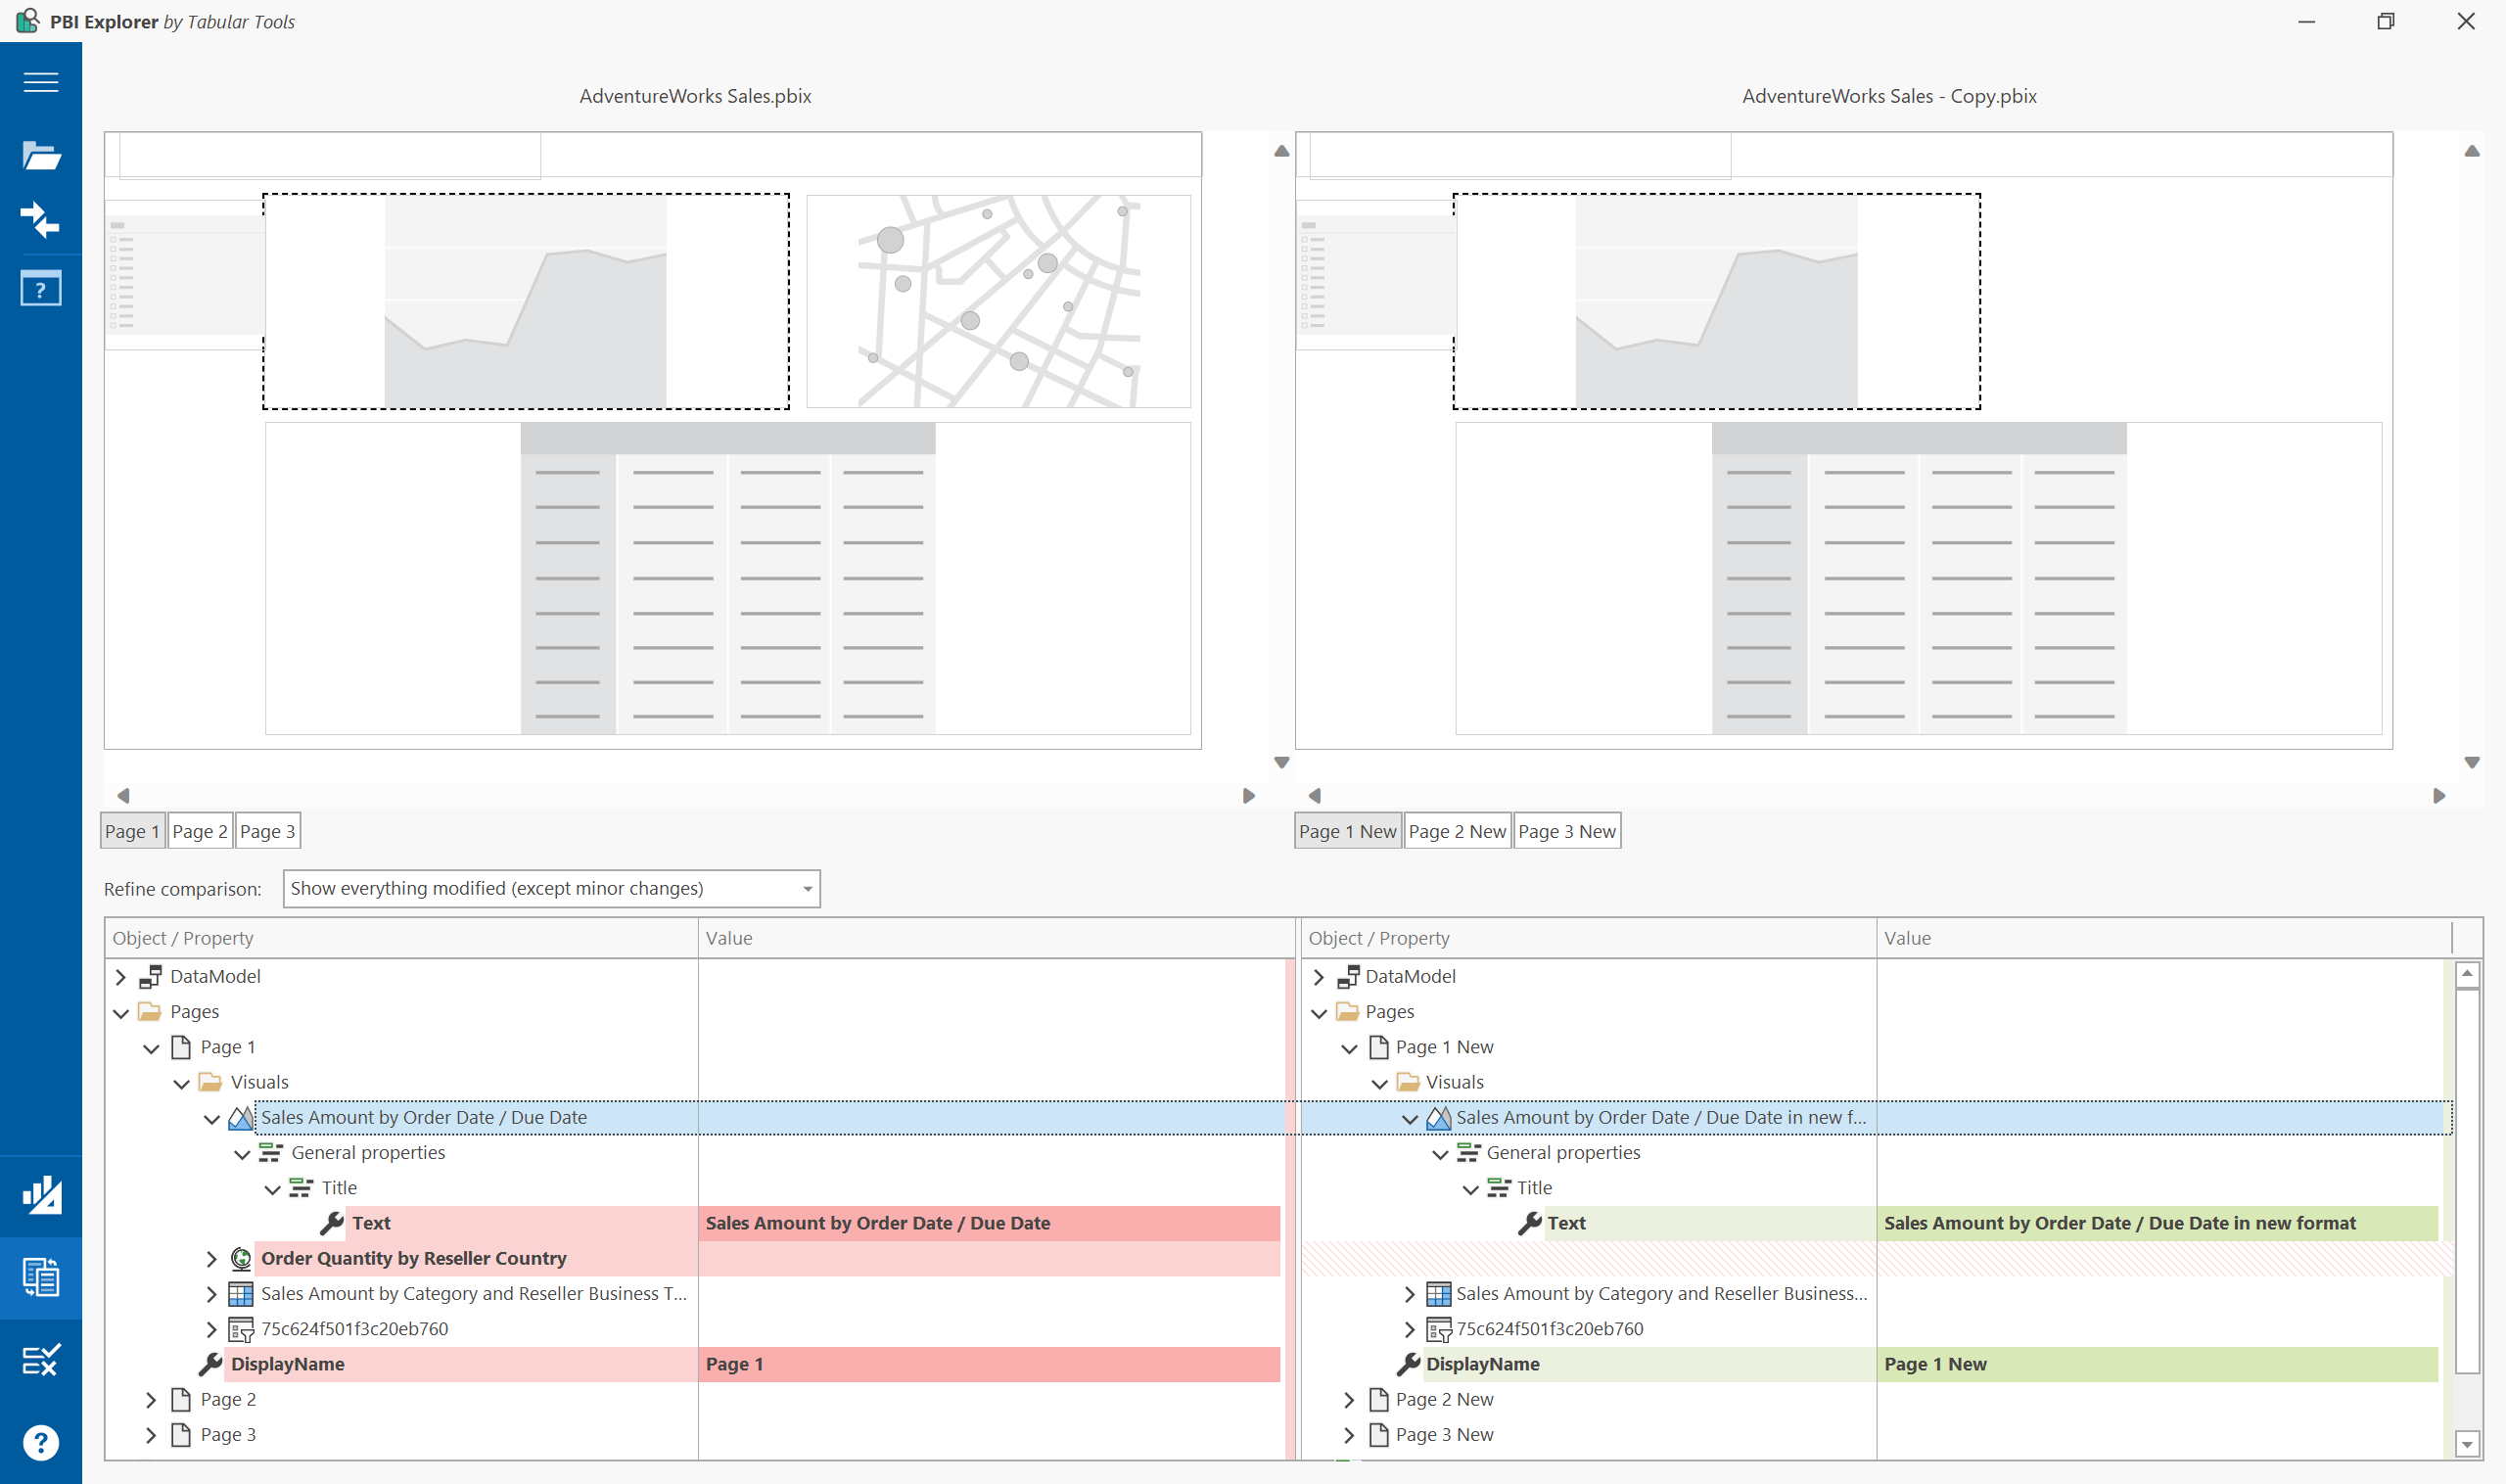 PBI Explorer by Tabular Tools
AdventureWorks Sales.pbix
AdventureWorks Sales - Copy.pbix
Page 1 Page 2 Page 3
Page 1 New Page 2 New Page 3 New
Refine comparison: Show everything modified (except minor changes)
Object / Property Value
DataModel
Pages
Page 1
Visuals
Sales Amount by Order Date / Due Date
General properties
Title
Text Sales Amount by Order Date / Due Date
Order Quantity by Reseller Country
Sales Amount by Category and Reseller Business T...
75c624f501f3c20eb760
DisplayName Page 1
Page 2
Page 3
Object / Property Value
DataModel
Pages
Page 1 New
Visuals
Sales Amount by Order Date / Due Date in new f...
General properties
Title
Text Sales Amount by Order Date / Due Date in new format
Sales Amount by Category and Reseller Business...
75c624f501f3c20eb760
DisplayName Page 1 New
Page 2 New
Page 3 New